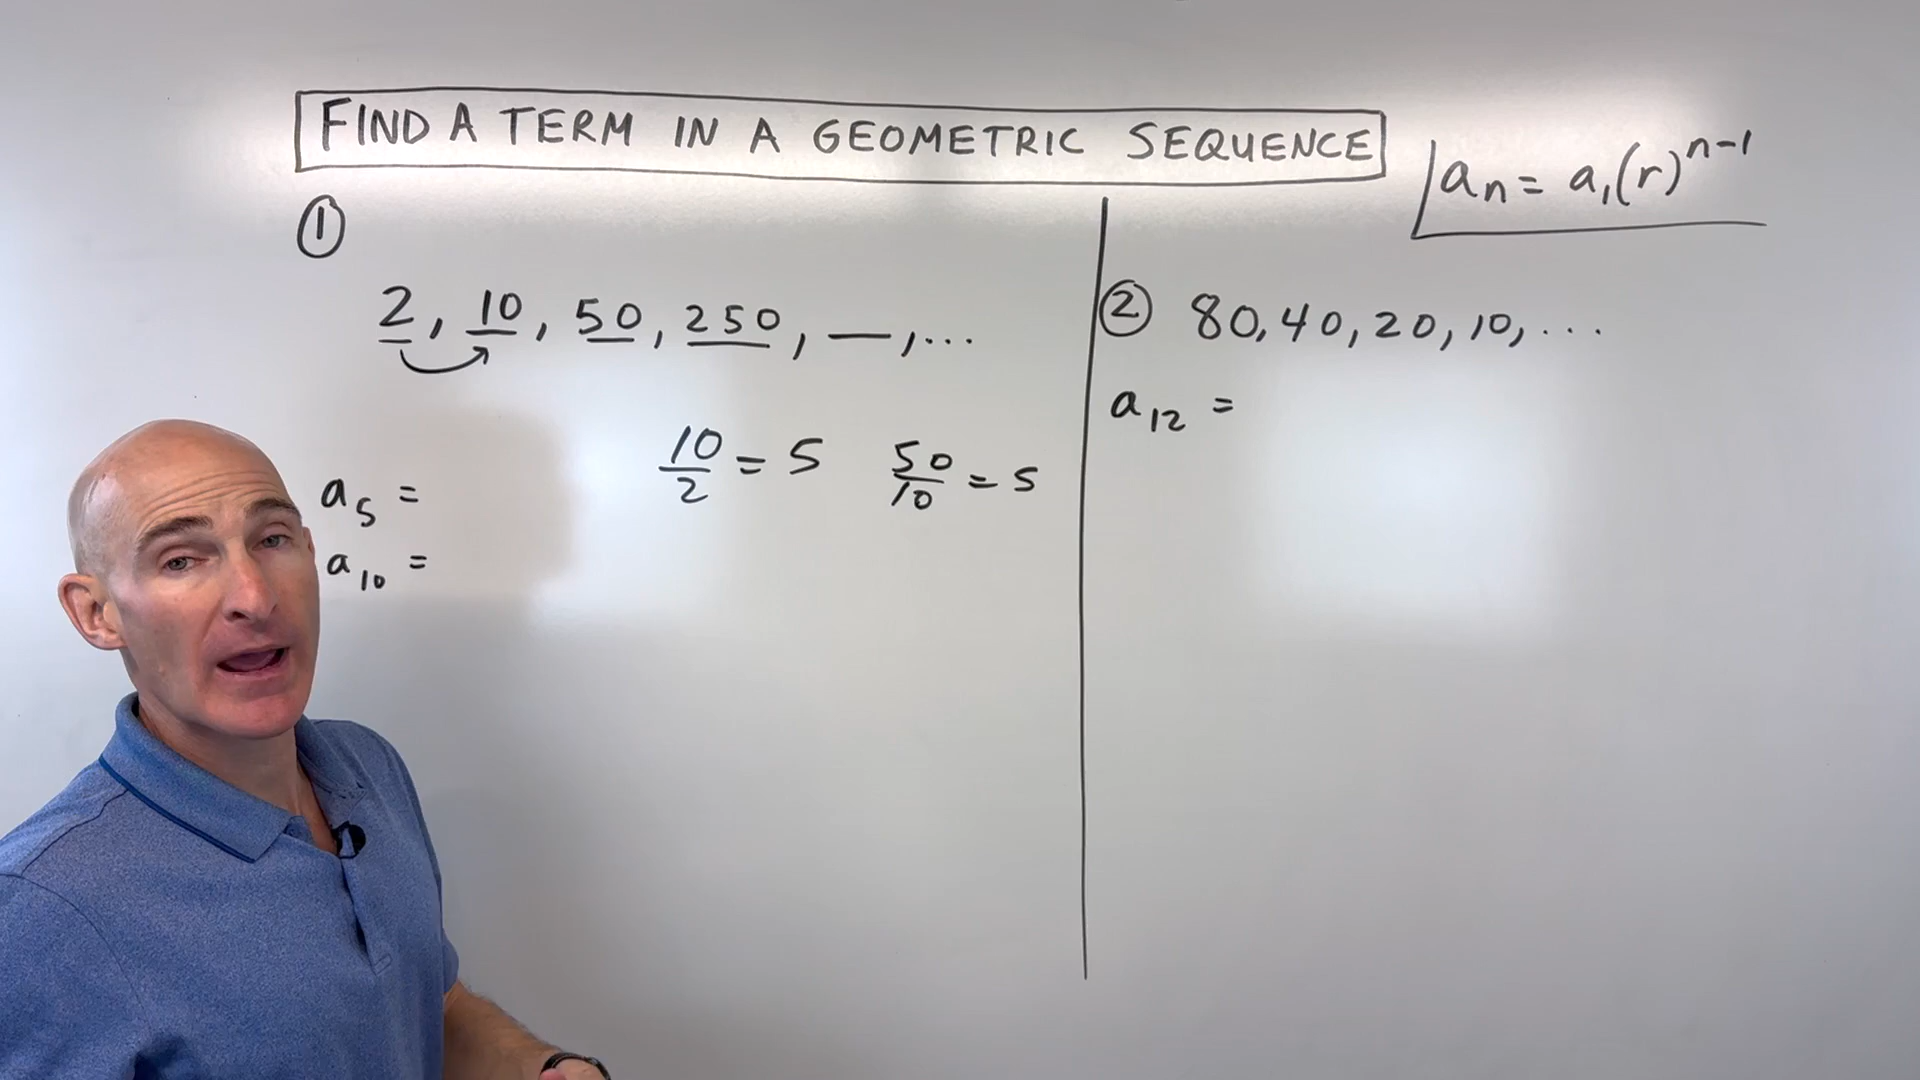 FIND A TERM IN A GEOMETRIC SEQUENCE
aₙ = a₁(r)ⁿ⁻¹
①
2, 10, 50, 250, __, ...
a₅ =
a₁₀ =
10/2 = 5
50/10 = 5
② 80, 40, 20, 10, ...
a₁₂ =